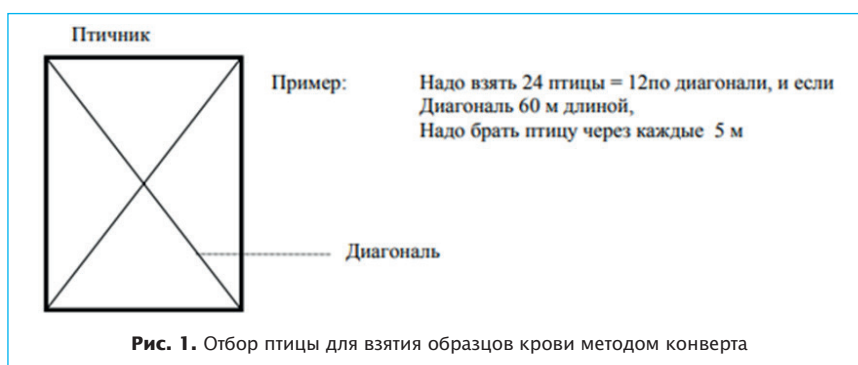 Птичник
Пример: Надо взять 24 птицы = 12по диагонали, и если
Диагональ 60 м длиной,
Надо брать птицу через каждые 5 м
Диагональ
Рис. 1. Отбор птицы для взятия образцов крови методом конверта